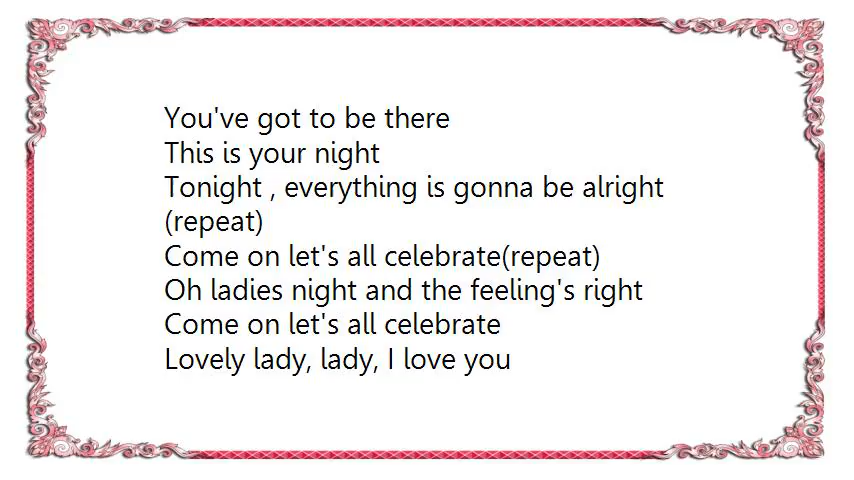 You've got to be there
This is your night
Tonight , everything is gonna be alright
(repeat)
Come on let's all celebrate(repeat)
Oh ladies night and the feeling's right
Come on let's all celebrate
Lovely lady, lady, I love you